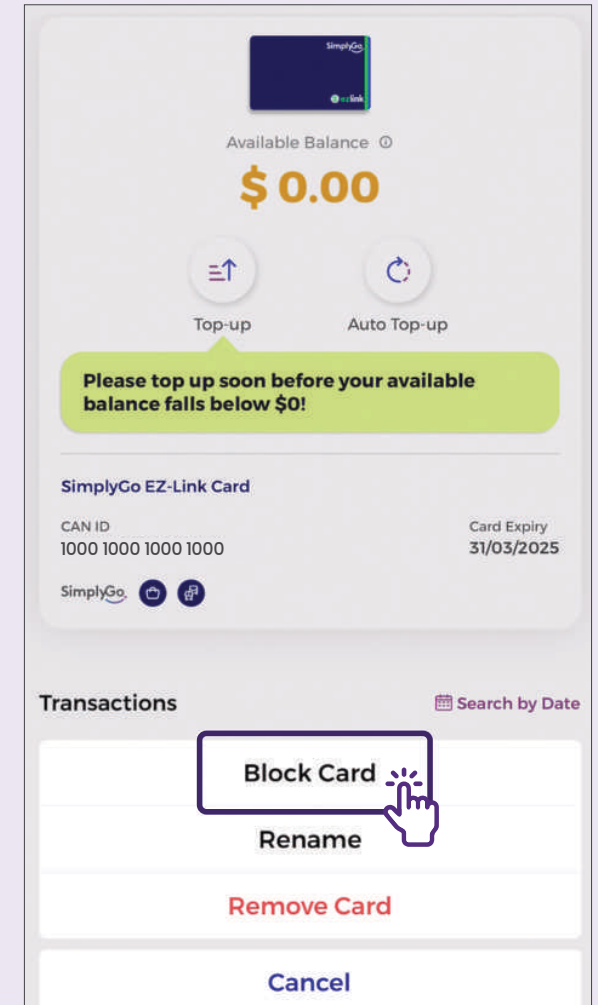 SimplyGo
ezlink
Available Balance
$ 0.00
Top-up Auto Top-up
Please top up soon before your available
balance falls below $0!
SimplyGo EZ-Link Card
CAN ID Card Expiry
1000 1000 1000 1000 31/03/2025
SimplyGo
Transactions Search by Date
Block Card
Rename
Remove Card
Cancel